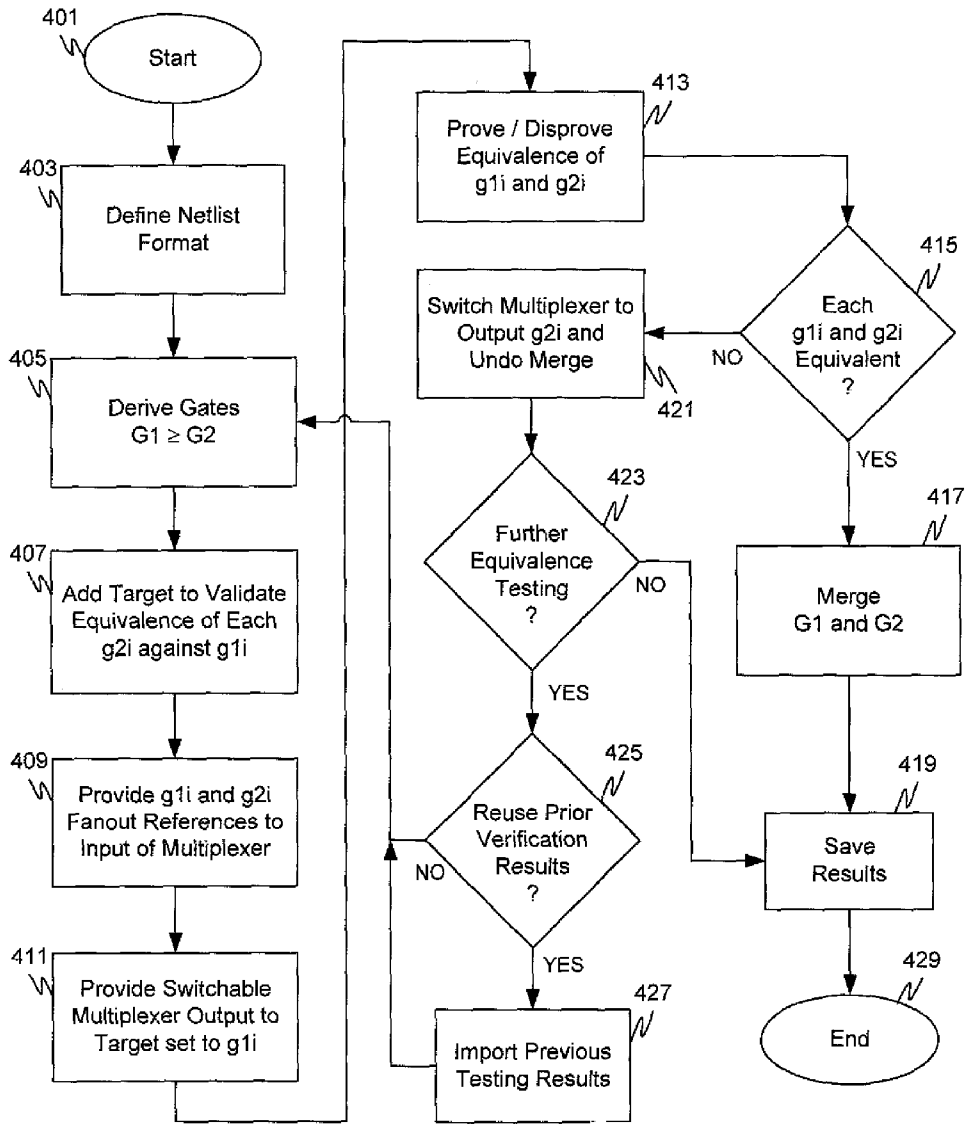 401
Start
403
Define Netlist
Format
405
Derive Gates
G1 ≥ G2
407
Add Target to Validate
Equivalence of Each
g2i against g1i
409
Provide g1i and g2i
Fanout References to
Input of Multiplexer
411
Provide Switchable
Multiplexer Output to
Target set to g1i
413
Prove / Disprove
Equivalence of
g1i and g2i
415
Each
g1i and g2i
Equivalent
?
NO
YES
Switch Multiplexer to
Output g2i and
Undo Merge
421
423
Further
Equivalence
Testing
?
NO
YES
417
Merge
G1 and G2
425
Reuse Prior
Verification
Results
?
NO
YES
419
Save
Results
427
Import Previous
Testing Results
429
End